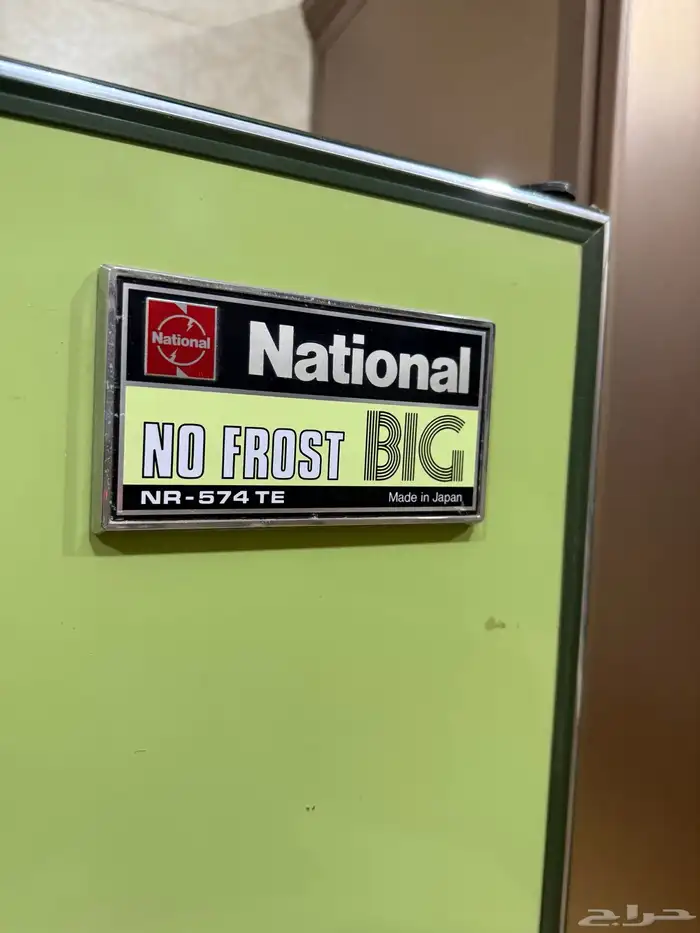 National
National
NO FROST BIG
NR-574 TE
Made in Japan
حراج